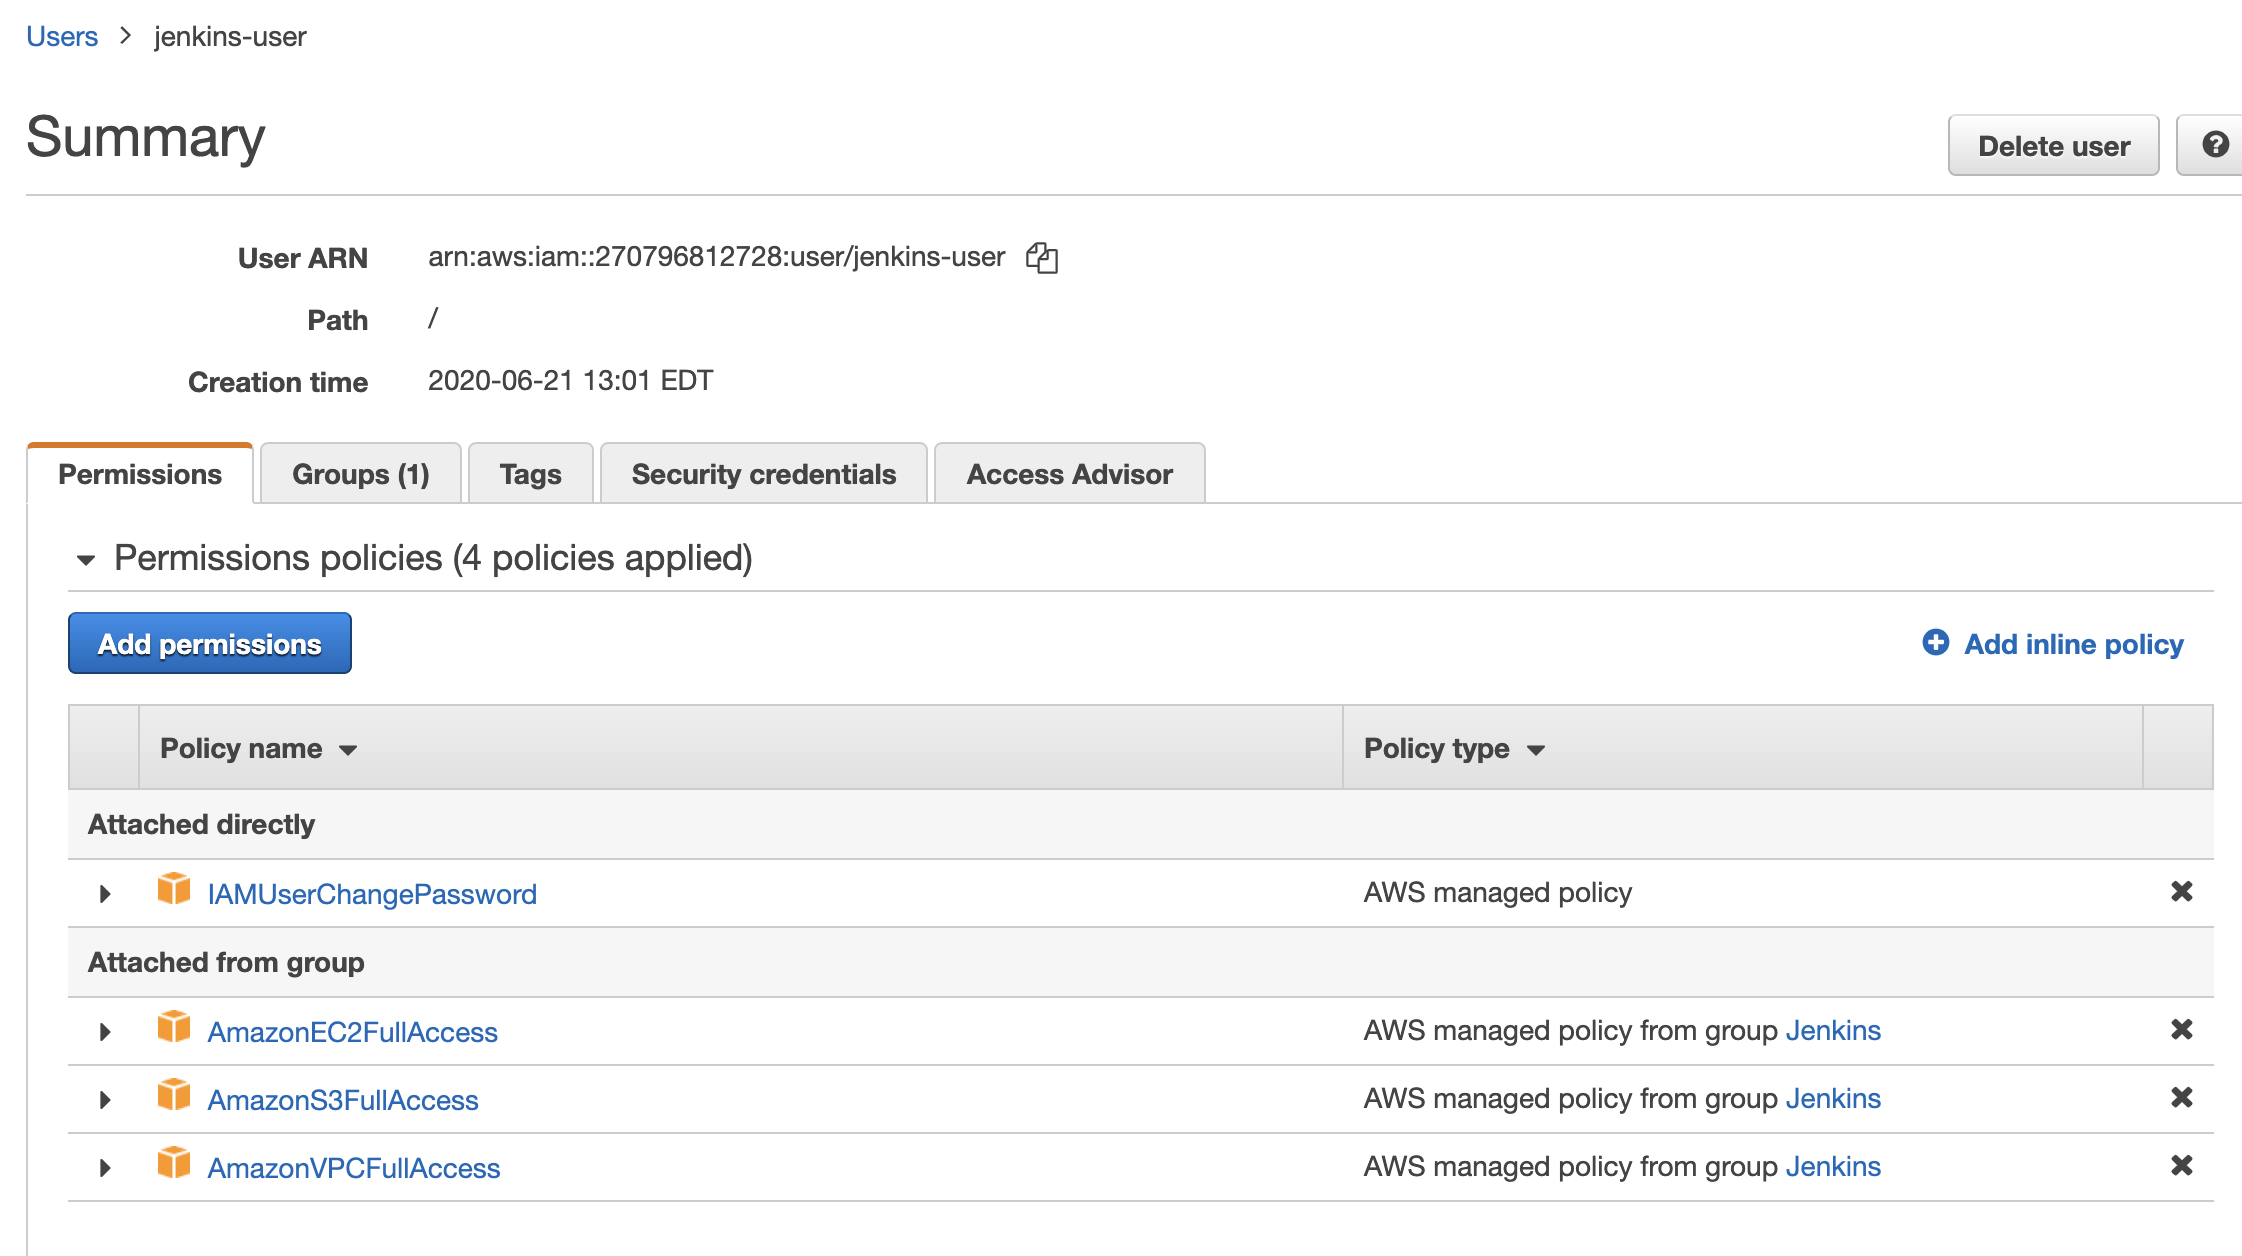 Users > jenkins-user
Summary
Delete user
User ARN arn:aws:iam::270796812728:user/jenkins-user
Path /
Creation time 2020-06-21 13:01 EDT
Permissions Groups (1) Tags Security credentials Access Advisor
Permissions policies (4 policies applied)
Add permissions Add inline policy
Policy name Policy type
Attached directly
IAMUserChangePassword AWS managed policy
Attached from group
AmazonEC2FullAccess AWS managed policy from group Jenkins
AmazonS3FullAccess AWS managed policy from group Jenkins
AmazonVPCFullAccess AWS managed policy from group Jenkins